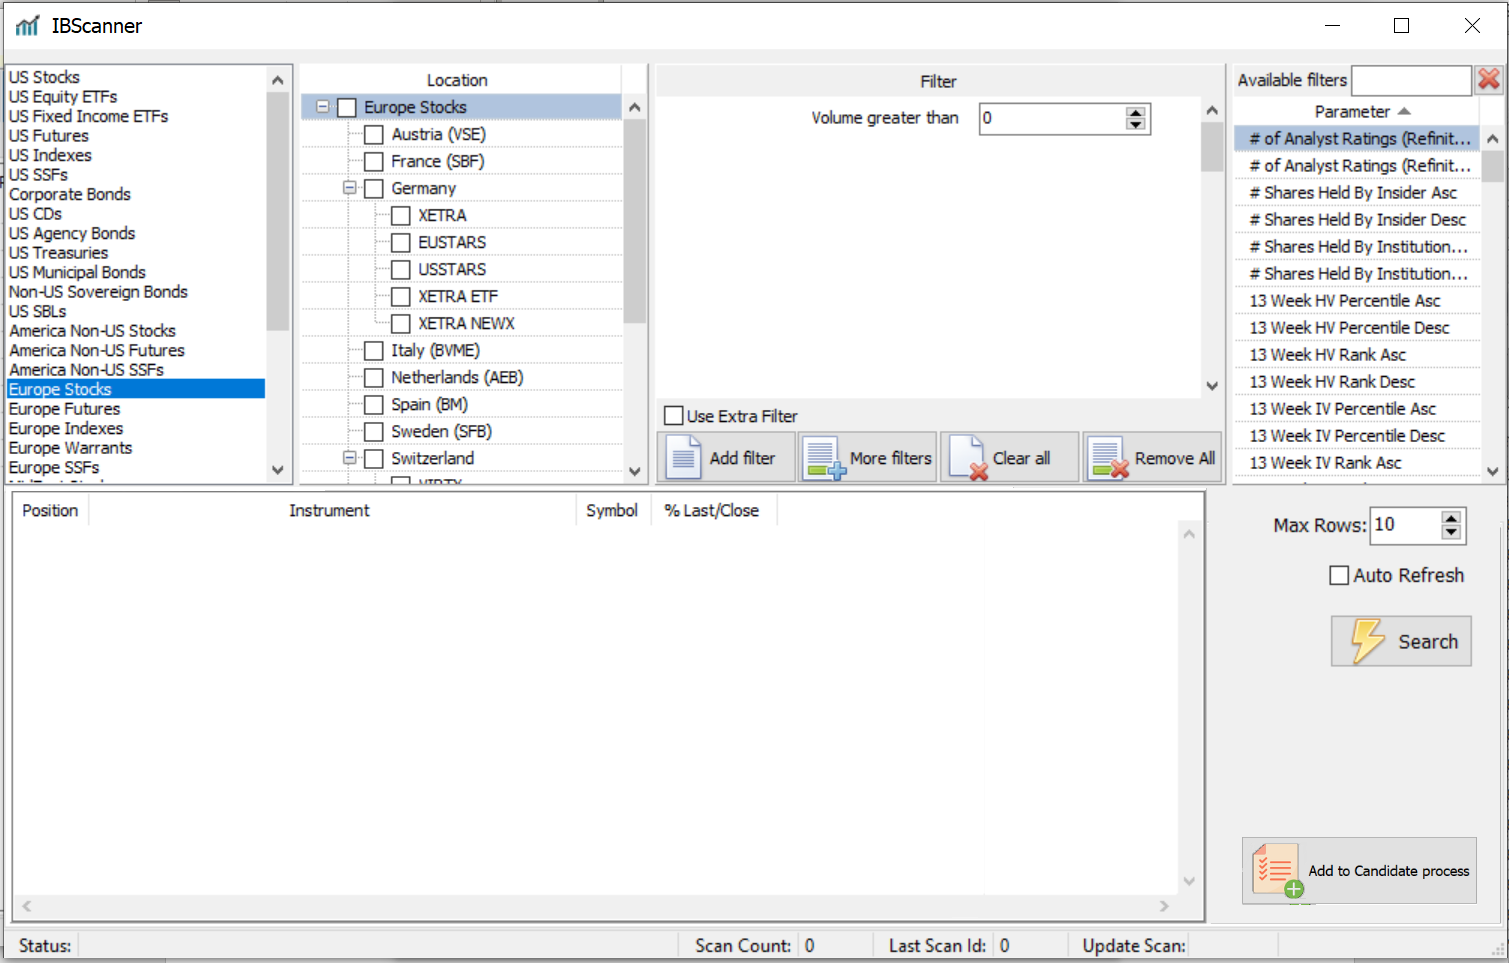 IBScanner
US Stocks
US Equity ETFs
US Fixed Income ETFs
US Futures
US Indexes
US SSFs
Corporate Bonds
US CDs
US Agency Bonds
US Treasuries
US Municipal Bonds
Non-US Sovereign Bonds
US SBLs
America Non-US Stocks
America Non-US Futures
America Non-US SSFs
Europe Stocks
Europe Futures
Europe Indexes
Europe Warrants
Europe SSFs
Location
Europe Stocks
Austria (VSE)
France (SBF)
Germany
XETRA
EUSTARS
USSTARS
XETRA ETF
XETRA NEWX
Italy (BVME)
Netherlands (AEB)
Spain (BM)
Sweden (SFB)
Switzerland
Filter
Volume greater than 0
Use Extra Filter
Add filter More filters Clear all Remove All
Available filters
Parameter
# of Analyst Ratings (Refinit...
# of Analyst Ratings (Refinit...
# Shares Held By Insider Asc
# Shares Held By Insider Desc
# Shares Held By Institution...
# Shares Held By Institution...
13 Week HV Percentile Asc
13 Week HV Percentile Desc
13 Week HV Rank Asc
13 Week HV Rank Desc
13 Week IV Percentile Asc
13 Week IV Percentile Desc
13 Week IV Rank Asc
Position Instrument Symbol % Last/Close
Max Rows: 10
Auto Refresh
Search
Add to Candidate process
Status: Scan Count: 0 Last Scan Id: 0 Update Scan: